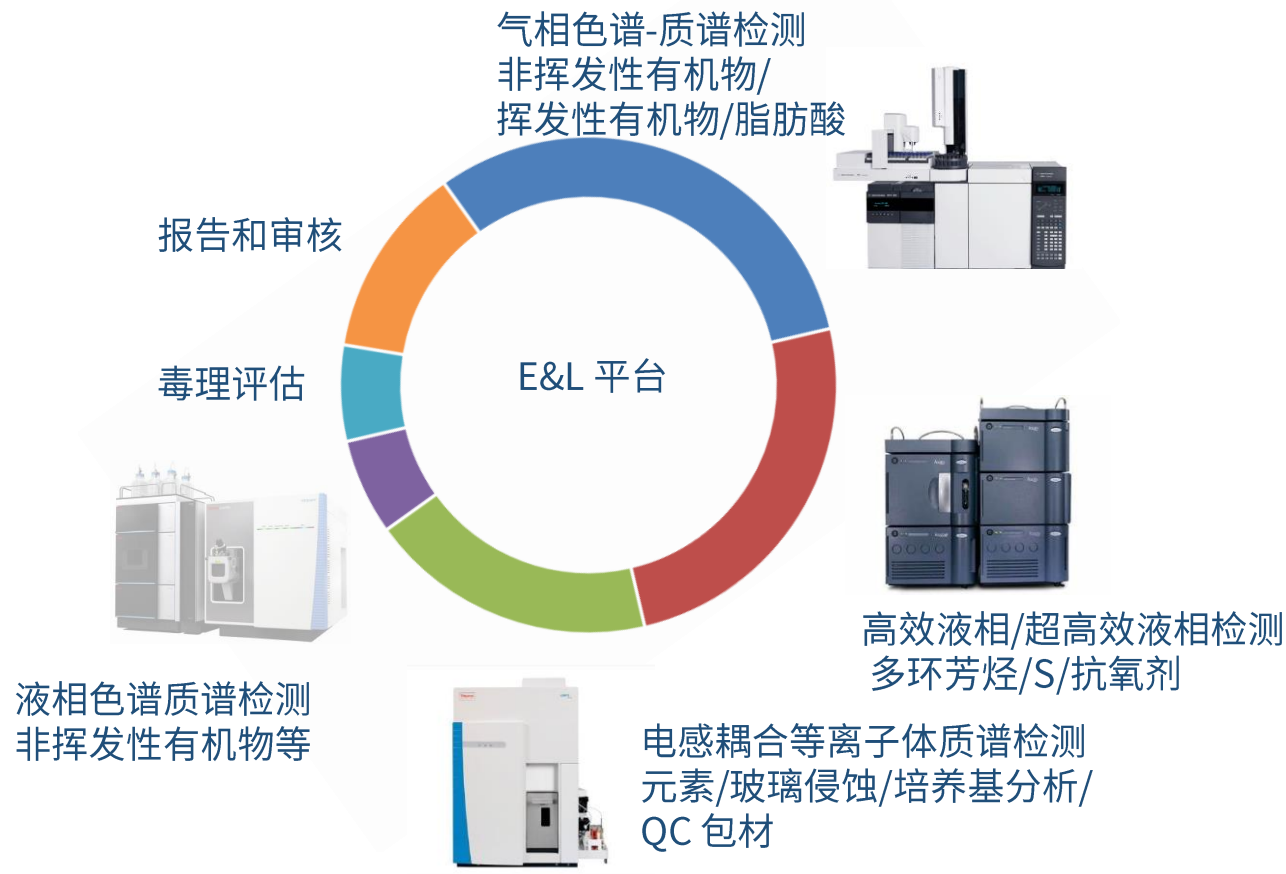 气相色谱-质谱检测
非挥发性有机物/
挥发性有机物/脂肪酸
报告和审核
毒理评估
E&L 平台
高效液相/超高效液相检测
多环芳烃/S/抗氧剂
液相色谱质谱检测
非挥发性有机物等
电感耦合等离子体质谱检测
元素/玻璃侵蚀/培养基分析/
QC 包材